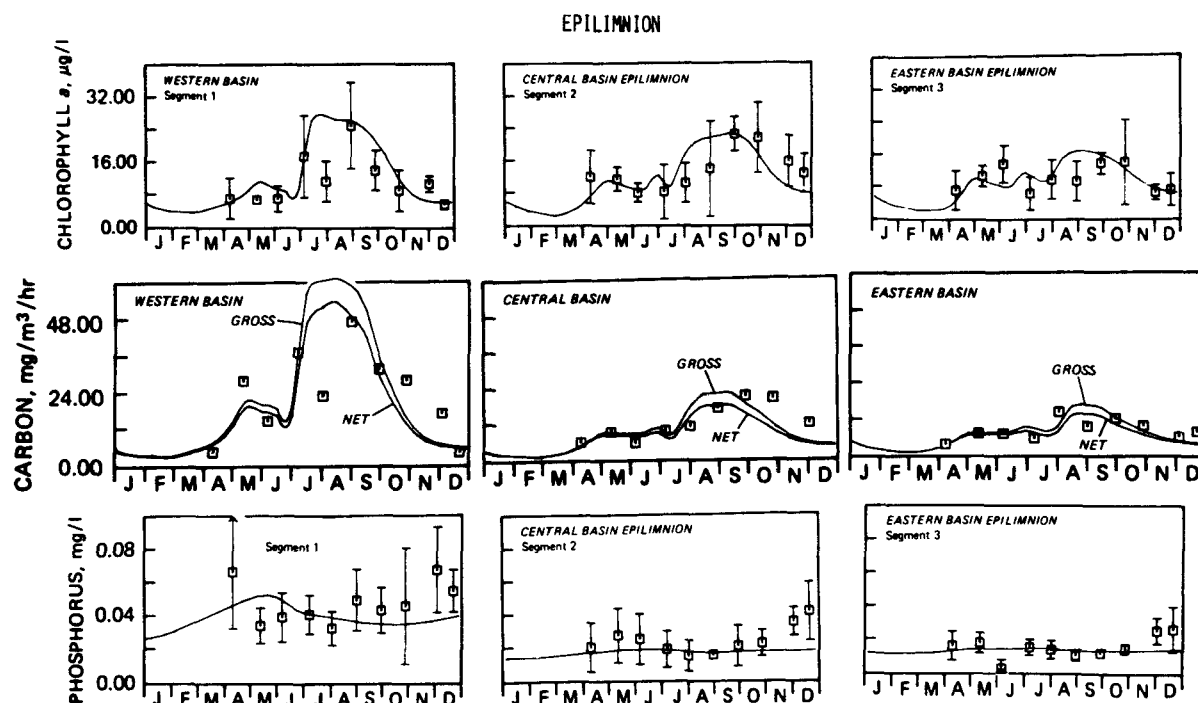 EPILIMNION
CHLOROPHYLL a, µg/l
32.00
16.00
0.00
WESTERN BASIN
Segment 1
J F M A M J J A S O N D
CENTRAL BASIN EPILIMNION
Segment 2
J F M A M J J A S O N D
EASTERN BASIN EPILIMNION
Segment 3
J F M A M J J A S O N D
CARBON, mg/m³/hr
48.00
24.00
0.00
WESTERN BASIN
GROSS
NET
J F M A M J J A S O N D
CENTRAL BASIN
GROSS
NET
J F M A M J J A S O N D
EASTERN BASIN
GROSS
NET
J F M A M J J A S O N D
PHOSPHORUS, mg/l
0.08
0.04
0.00
Segment 1
J F M A M J J A S O N D
CENTRAL BASIN EPILIMNION
Segment 2
J F M A M J J A S O N D
EASTERN BASIN EPILIMNION
Segment 3
J F M A M J J A S O N D